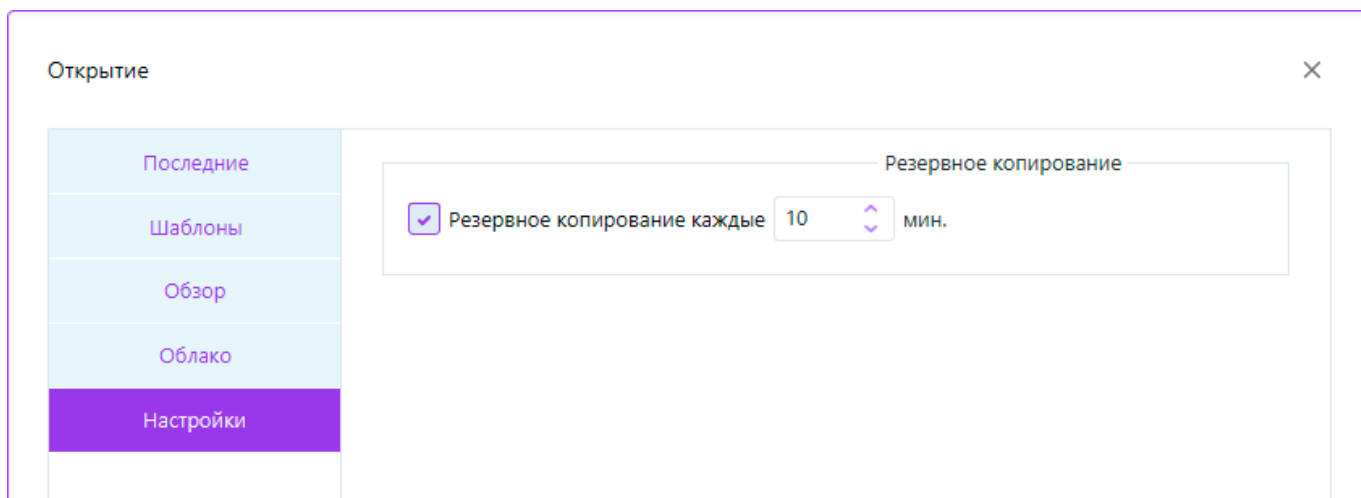 Открытие
Последние
Шаблоны
Обзор
Облако
Настройки
Резервное копирование
Резервное копирование каждые 10 мин.